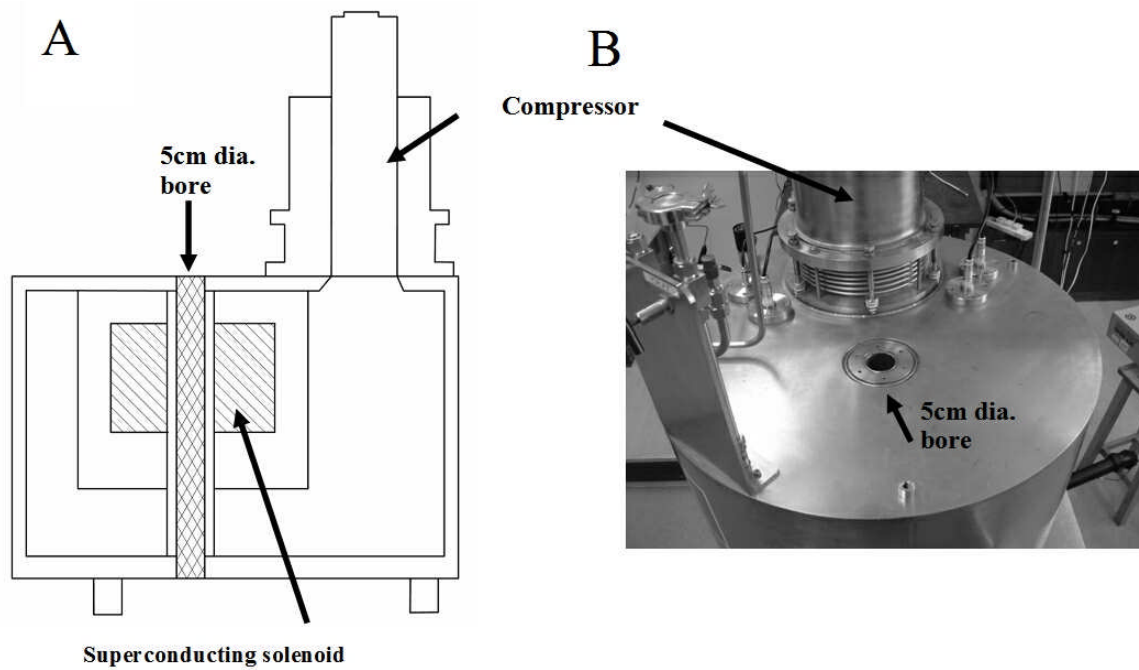 A
B
Compressor
5cm dia.
bore
5cm dia.
bore
Superconducting solenoid